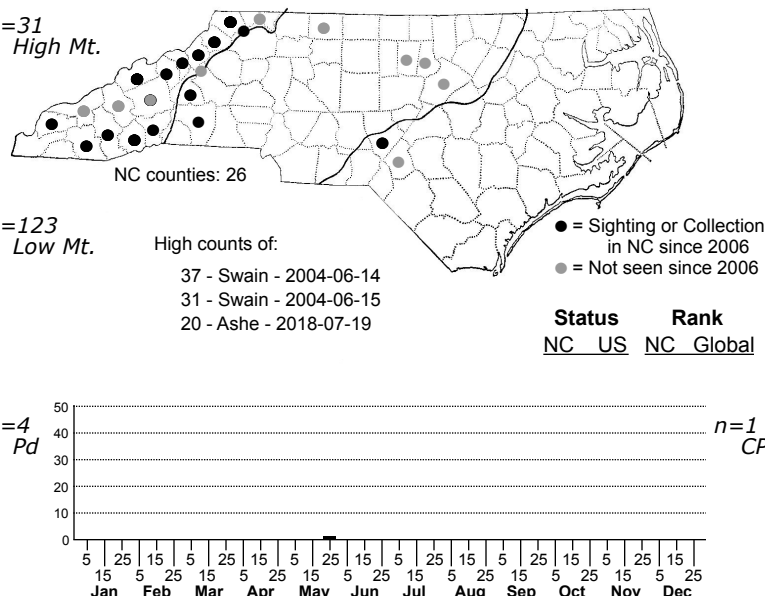 =31
High Mt.
NC counties: 26
=123
Low Mt.
High counts of:
37 - Swain - 2004-06-14
31 - Swain - 2004-06-15
20 - Ashe - 2018-07-19
= Sighting or Collection
in NC since 2006
= Not seen since 2006
Status Rank
NC US NC Global
=4
Pd
n=1
CP
50
40
30
20
10
0
5 25 15 5 25 15 5 25 15 5 25 15 5 25 15 5 25 15
15 5 25 15 5 25 15 5 25 15 5 25 15 5 25 15 5 25
Jan Feb Mar Apr May Jun Jul Aug Sep Oct Nov Dec